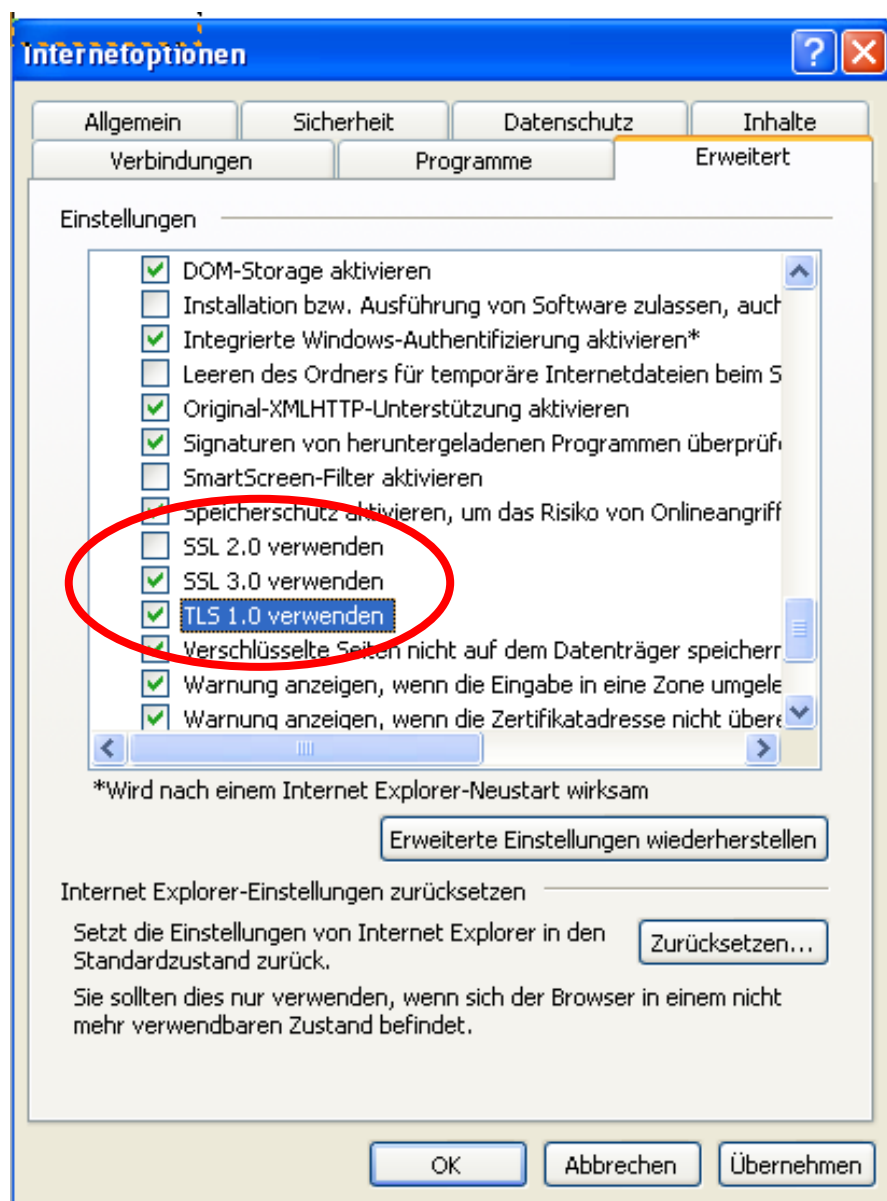 Internetoptionen
Allgemein Sicherheit Datenschutz Inhalte
Verbindungen Programme Erweitert
Einstellungen
DOM-Storage aktivieren
Installation bzw. Ausführung von Software zulassen, auch
Integrierte Windows-Authentifizierung aktivieren*
Leeren des Ordners für temporäre Internetdateien beim S
Original-XMLHTTP-Unterstützung aktivieren
Signaturen von heruntergeladenen Programmen überprüf
SmartScreen-Filter aktivieren
Speicherschutz aktivieren, um das Risiko von Onlineangriff
SSL 2.0 verwenden
SSL 3.0 verwenden
TLS 1.0 verwenden
Verschlüsselte Seiten nicht auf dem Datenträger speichern
Warnung anzeigen, wenn die Eingabe in eine Zone umgele
Warnung anzeigen, wenn die Zertifikatadresse nicht übere
*Wird nach einem Internet Explorer-Neustart wirksam
Erweiterte Einstellungen wiederherstellen
Internet Explorer-Einstellungen zurücksetzen
Setzt die Einstellungen von Internet Explorer in den
Standardzustand zurück.
Zurücksetzen...
Sie sollten dies nur verwenden, wenn sich der Browser in einem nicht
mehr verwendbaren Zustand befindet.
OK Abbrechen Übernehmen